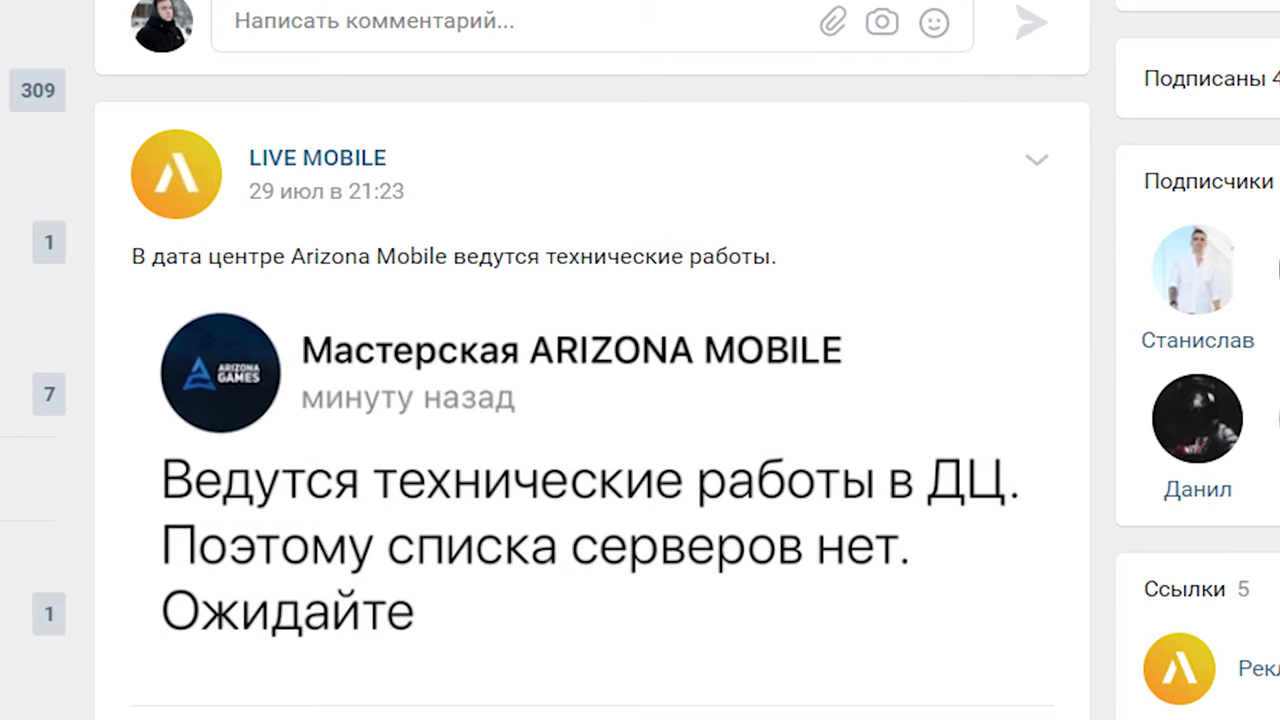 Написать комментарий...
309
Подписаны 4
LIVE MOBILE
29 июл в 21:23
Подписчики
1
В дата центре Arizona Mobile ведутся технические работы.
ARIZONA
GAMES
Мастерская ARIZONA MOBILE
минуту назад
Станислав
7
Ведутся технические работы в ДЦ.
Поэтому списка серверов нет.
Ожидайте
Данил
Ссылки 5
1